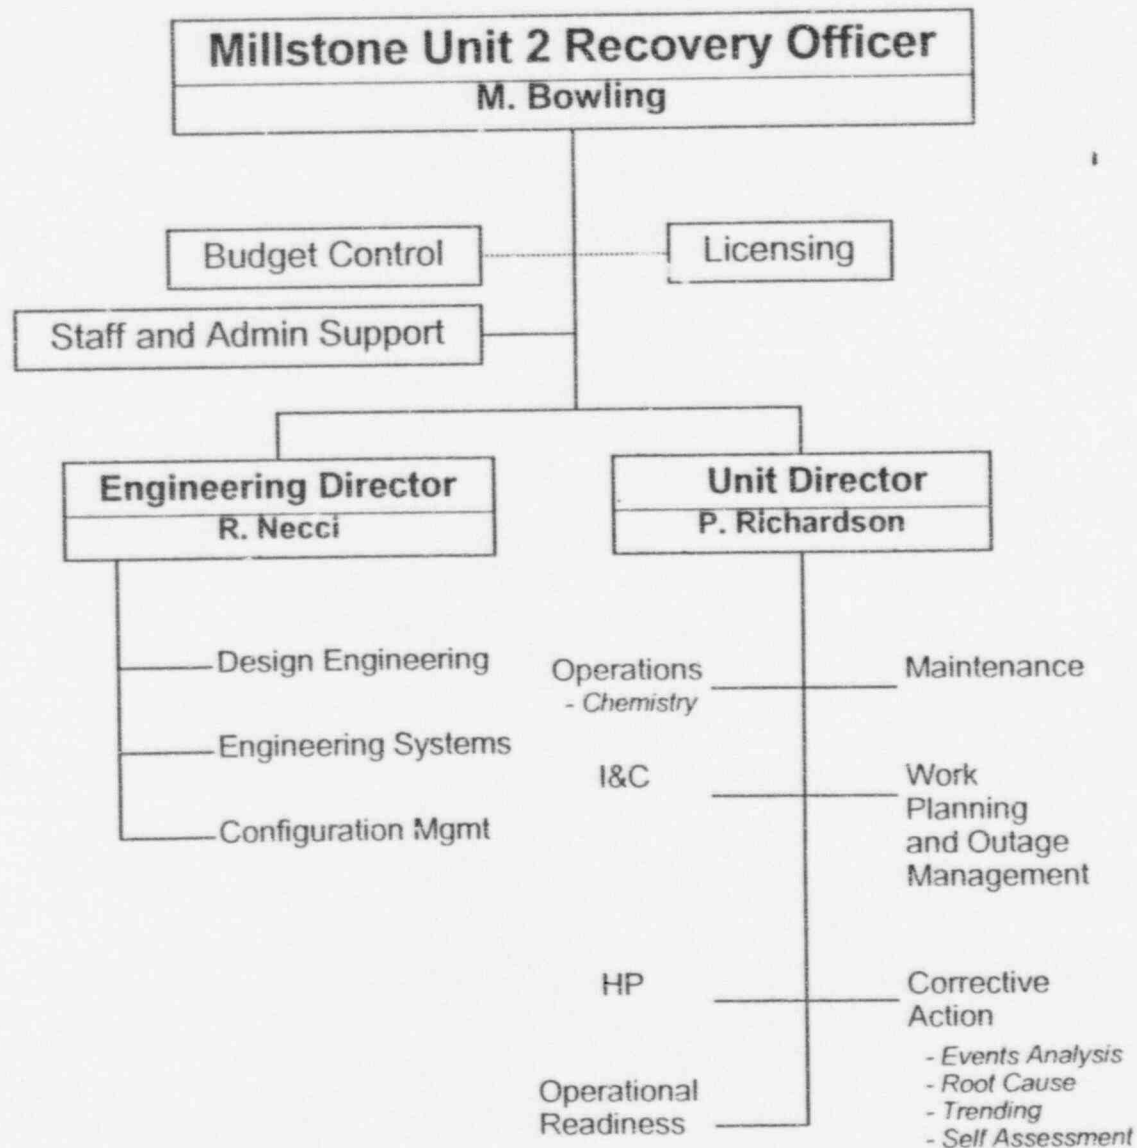 Millstone Unit 2 Recovery Officer
M. Bowling
Budget Control
Licensing
Staff and Admin Support
Engineering Director
R. Necci
Unit Director
P. Richardson
Design Engineering
Engineering Systems
Configuration Mgmt
Operations
- Chemistry
Maintenance
I&C
Work
Planning
and Outage
Management
HP
Corrective
Action
- Events Analysis
- Root Cause
- Trending
- Self Assessment
Operational
Readiness